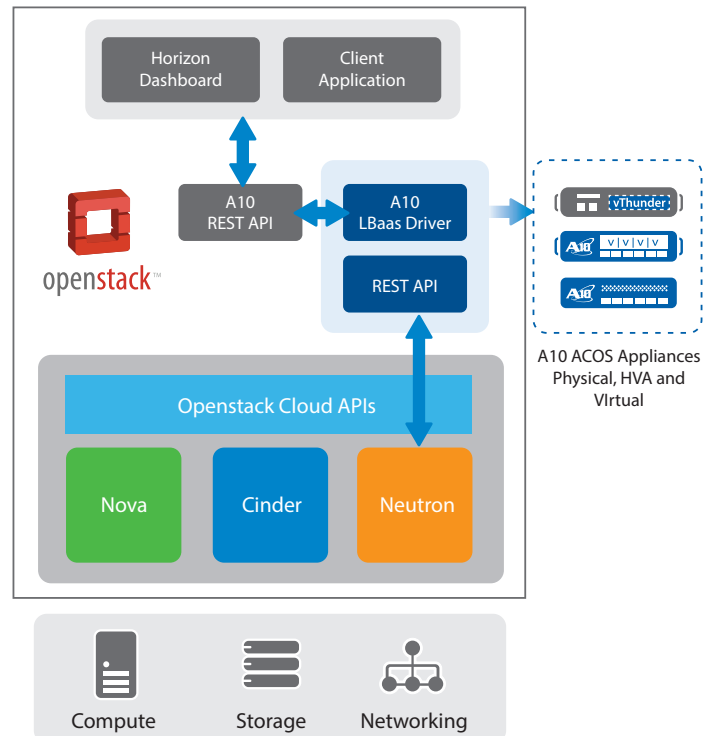 Horizon
Dashboard
Client
Application
A10
REST API
A10
LBaas Driver
REST API
openstack™
vThunder
A10
V | V | V | V
A10
A10 ACOS Appliances
Physical, HVA and
VIrtual
Openstack Cloud APIs
Nova
Cinder
Neutron
Compute
Storage
Networking